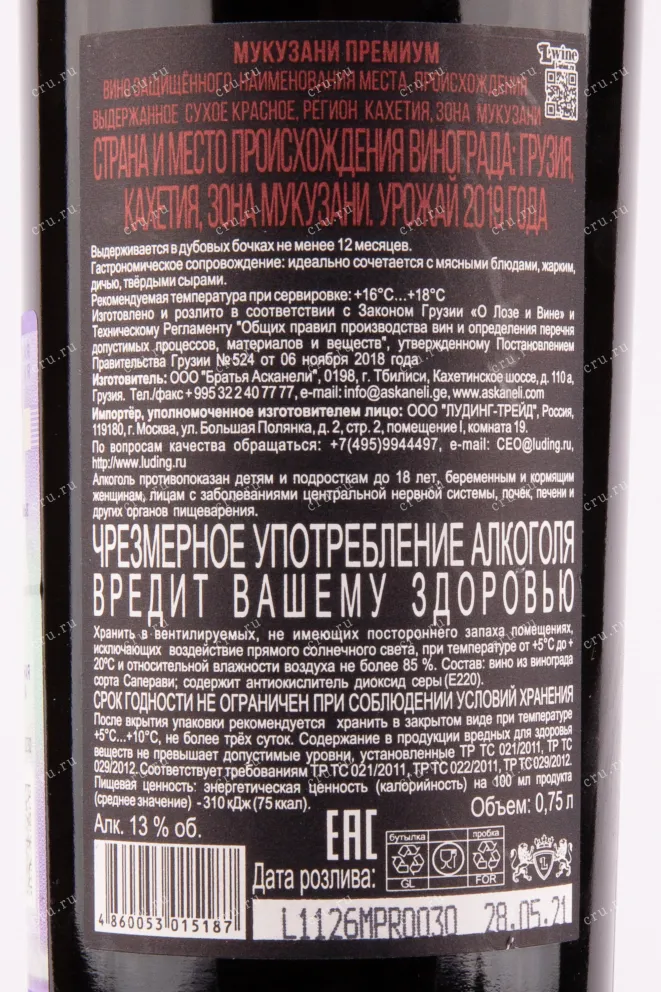 МУКУЗАНИ ПРЕМИУМ
ВИНО ЗАЩИЩЁННОГО НАИМЕНОВАНИЯ МЕСТА ПРОИСХОЖДЕНИЯ
ВЫДЕРЖАННОЕ СУХОЕ КРАСНОЕ. РЕГИОН КАХЕТИЯ, ЗОНА МУКУЗАНИ
СТРАНА И МЕСТО ПРОИСХОЖДЕНИЯ ВИНОГРАДА: ГРУЗИЯ,
КАХЕТИЯ, ЗОНА МУКУЗАНИ. УРОЖАЙ 2019 ГОДА
Выдерживается в дубовых бочках не менее 12 месяцев.
Гастрономическое сопровождение: идеально сочетается с мясными блюдами, жарким,
дичью, твёрдыми сырами.
Рекомендуемая температура при сервировке: +16°C...+18°C
Изготовлено и розлито в соответствии с Законом Грузии «О Лозе и Вине» и
Техническому Регламенту "Общих правил производства вин и определения перечня
допустимых процессов, материалов и веществ", утвержденному Постановлением
Правительства Грузии №524 от 06 ноября 2018 года
Изготовитель: ООО "Братья Асканели", 0198, г. Тбилиси, Кахетинское шоссе, д. 110 а,
Грузия. Тел./факс +995 32 2 40 77 77, e-mail: info@askaneli.ge, www.askaneli.com
Импортёр, уполномоченное изготовителем лицо: ООО "ЛУДИНГ-ТРЕЙД", Россия,
119180, г. Москва, ул. Большая Полянка, д. 2, стр. 2, помещение I, комната 19.
По вопросам качества обращаться: +7(495)9944497, e-mail: CEO@luding.ru,
http://www.luding.ru
Алкоголь противопоказан детям и подросткам до 18 лет, беременным и кормящим
женщинам, лицам с заболеваниями центральной нервной системы, почек, печени и
других органов пищеварения.
ЧРЕЗМЕРНОЕ УПОТРЕБЛЕНИЕ АЛКОГОЛЯ
ВРЕДИТ ВАШЕМУ ЗДОРОВЬЮ
Хранить в вентилируемых, не имеющих постороннего запаха помещениях,
исключающих воздействие прямого солнечного света, при температуре от +5°C до +
20°C и относительной влажности воздуха не более 85 %. Состав: вино из винограда
сорта Саперави; содержит антиокислитель диоксид серы (Е220).
СРОК ГОДНОСТИ НЕ ОГРАНИЧЕН ПРИ СОБЛЮДЕНИИ УСЛОВИЙ ХРАНЕНИЯ
После вкрытия упаковки рекомендуется хранить в закрытом виде при температуре
+5°C...+10°C, не более трёх суток. Содержание в продукции вредных для здоровья
веществ не превышает допустимые уровни, установленные ТР ТС 021/2011, ТР ТС
029/2012. Соответствует требованиям ТР ТС 021/2011, ТР ТС 022/2011, ТР ТС 029/2012.
Пищевая ценность: энергетическая ценность (калорийность) на 100 мл продукта
(среднее значение) - 310 кДж (75 ккал).
Объем: 0,75 л
Алк. 13 % об.
ЕАС
бутылка
пробка
GL
FOR
Дата розлива:
4 860053 015187
L1126MPR0030 28.05.21